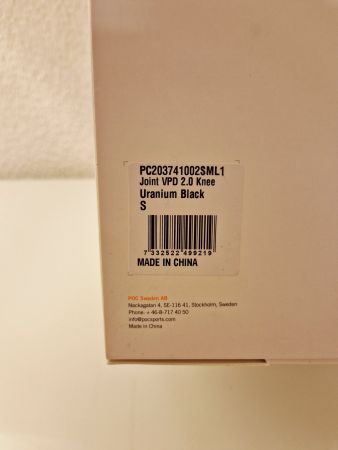 PC203741002SML1
Joint VPD 2.0 Knee
Uranium Black
S
7 332522 499219
MADE IN CHINA
POC Sweden AB
Nackagatan 4, SE-116 41, Stockholm, Sweden
Phone: + 46-8-717 40 50
info@pocsports.com
Made in China